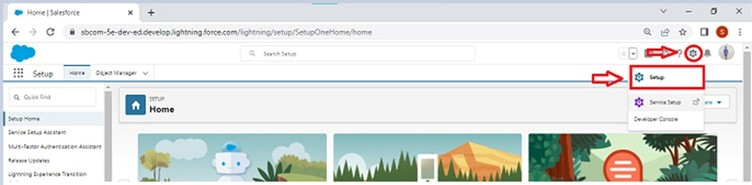 Home | Salesforce
sbcom-5e-dev-ed.develop.lightning.force.com/lightning/setup/SetupOneHome/home
S
Search Setup
Setup
Home
Object Manager
Setup
Service Setup
Developer Console
Quick Find
SETUP
Home
Setup Home
Service Setup Assistant
Multi-Factor Authentication Assistant
Release Updates
Lightning Experience Transition